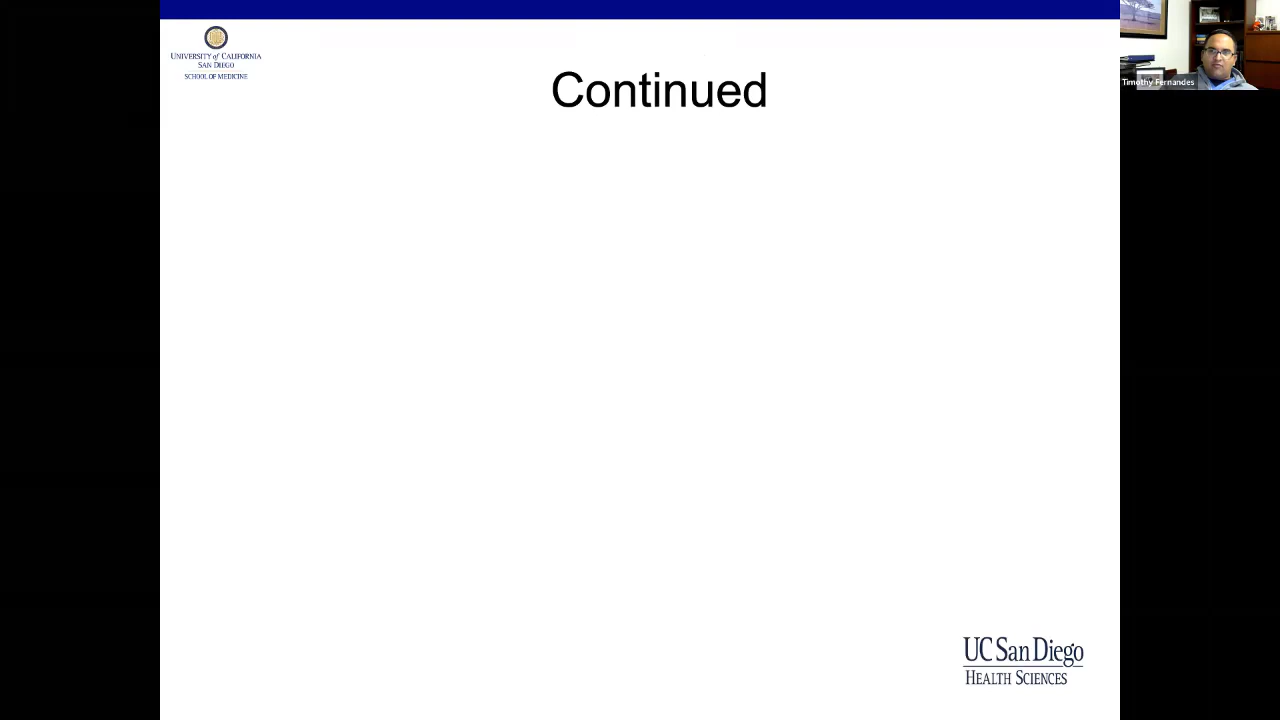 UNIVERSITY of CALIFORNIA
SAN DIEGO
SCHOOL OF MEDICINE
Continued
Timothy Fernandes
UC San Diego
HEALTH SCIENCES